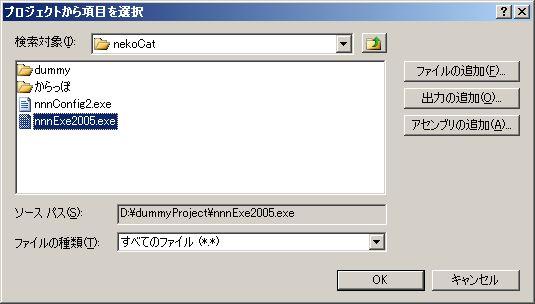 プロジェクトから項目を選択
検索対象(I): nekoCat
dummy
からっぽ
nnnConfig2.exe
nnnExe2005.exe
ファイルの追加(F)...
出力の追加(O)...
アセンブリの追加(A)...
ソース パス(S): D:¥dummyProject¥nnnExe2005.exe
ファイルの種類(T): すべてのファイル (*.*)
OK キャンセル